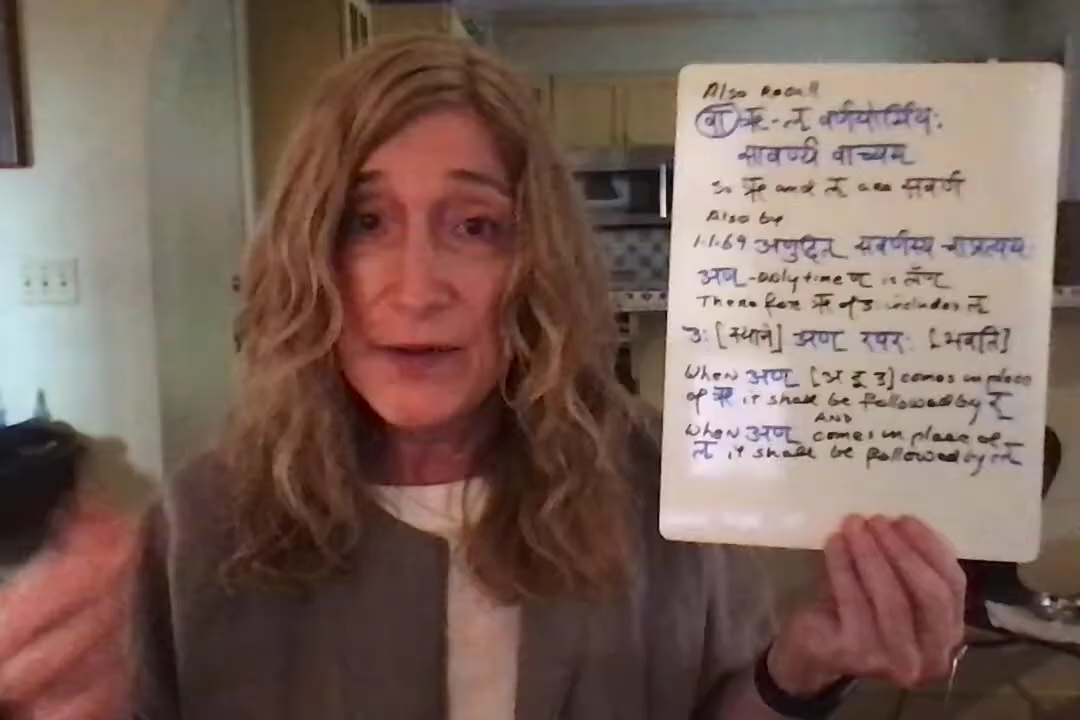 Also Recall
वा ऋ-ऌ वर्णयोर्मिथः
सावर्ण्यं वाच्यम्
So ऋ and ऌ are सवर्ण
Also by
1.1.69 अणुदित् सवर्णस्य चाप्रत्ययः
अण् - only time ण् is लँण्
Therefore ऋ of उः includes ऌ
उः [स्थाने] अण् रपरः [भवति]
When अण् [अ इ उ] comes in place
of ऋ it shall be followed by र्
AND
When अण् comes in place of
ऌ it shall be followed by ल्